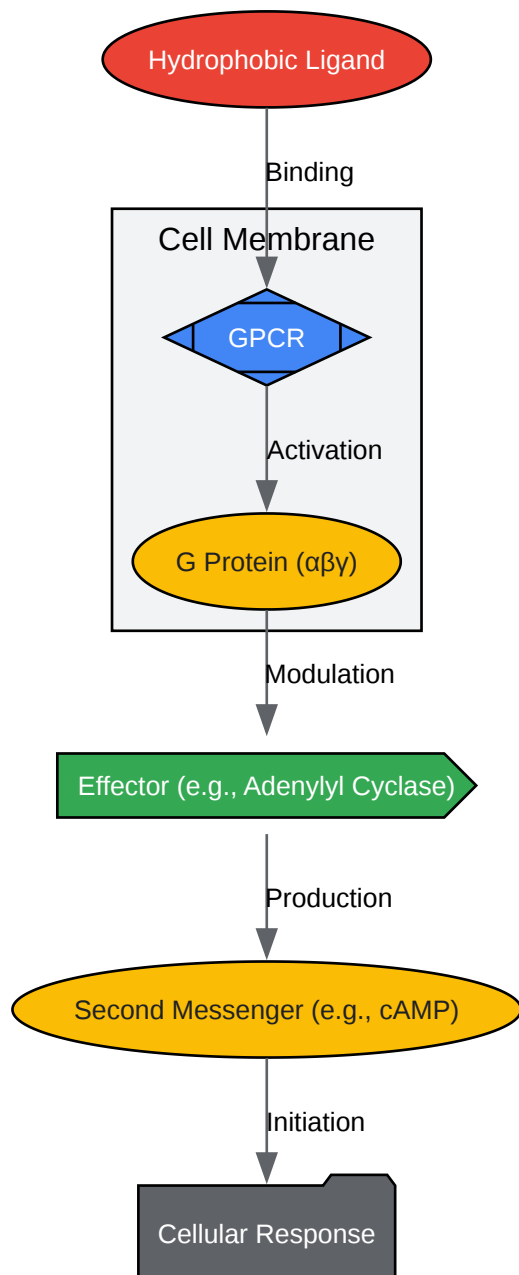 Hydrophobic Ligand
Binding
Cell Membrane
GPCR
Activation
G Protein (αβγ)
Modulation
Effector (e.g., Adenylyl Cyclase)
Production
Second Messenger (e.g., cAMP)
Initiation
Cellular Response